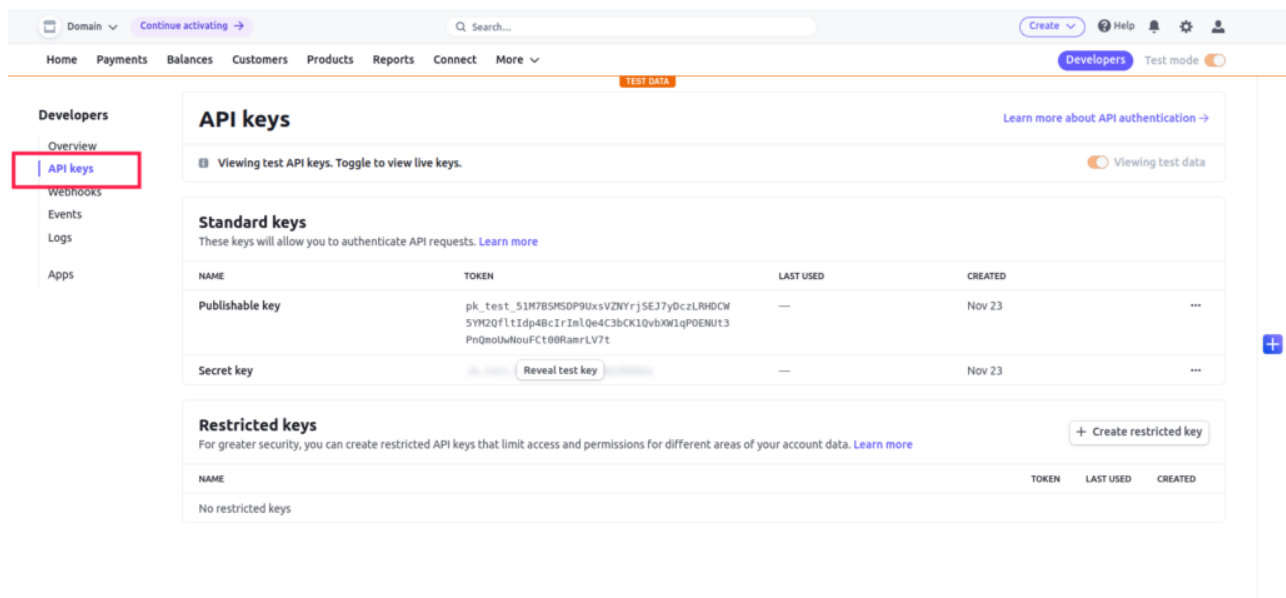 Domain Continue activating → Search... Create Help
Home Payments Balances Customers Products Reports Connect More Developers Test mode
TEST DATA
Developers
Overview
API keys
Webhooks
Events
Logs
Apps
API keys
Learn more about API authentication →
Viewing test API keys. Toggle to view live keys.
Viewing test data
Standard keys
These keys will allow you to authenticate API requests. Learn more
NAME TOKEN LAST USED CREATED
Publishable key pk_test_51M7BSMSDP9UxsVZNYrjSEJ7yDczLRHDCW — Nov 23 ...
5YM2QfltIdp4BcIrImlQe4C3bCK1QvbXW1qPOENUt3
PnQmoUwNouFCt00RamrLV7t
Secret key Reveal test key — Nov 23 ...
Restricted keys
For greater security, you can create restricted API keys that limit access and permissions for different areas of your account data. Learn more
+ Create restricted key
NAME TOKEN LAST USED CREATED
No restricted keys